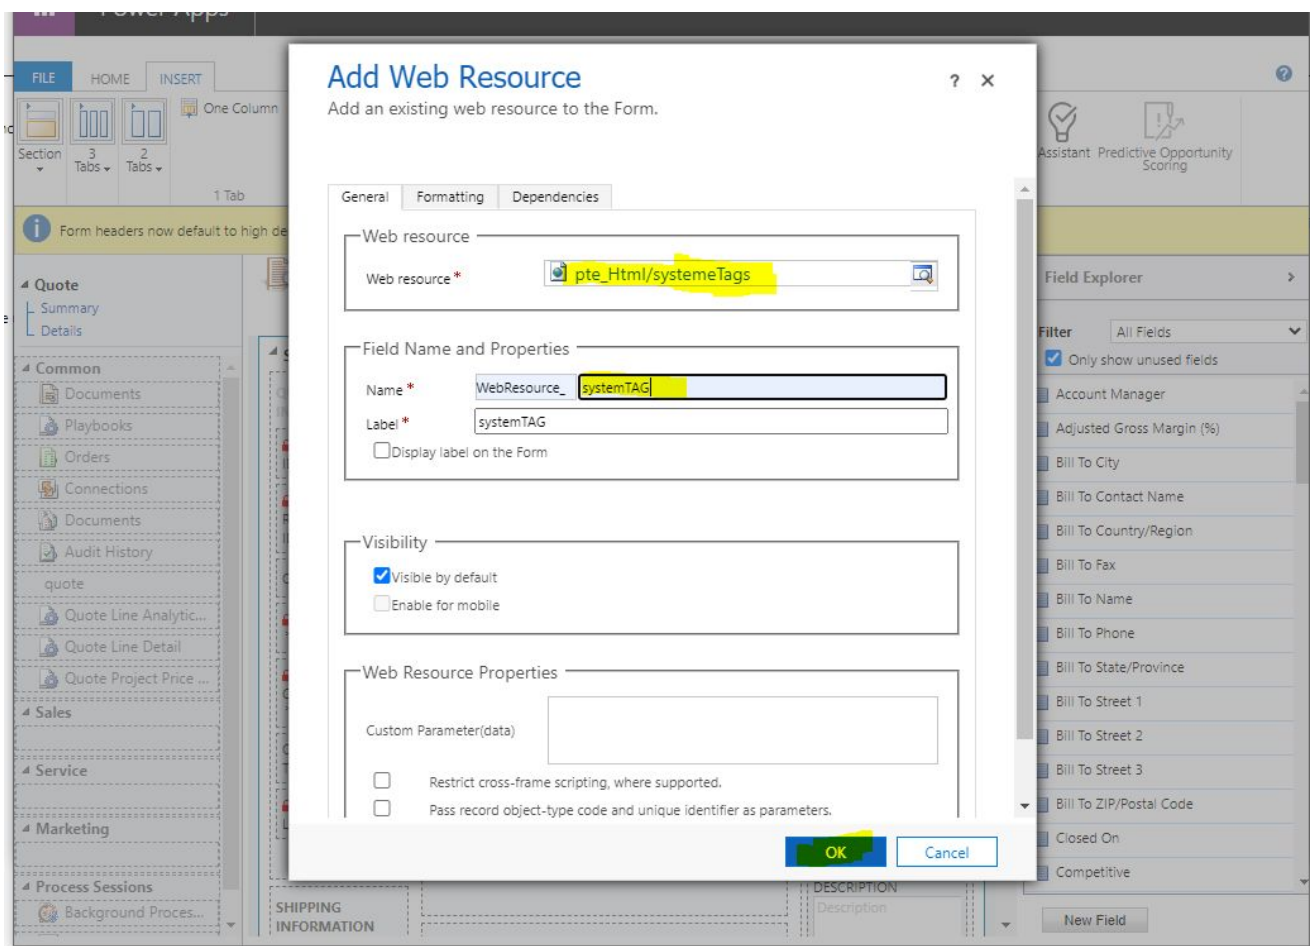 Power Apps
FILE
HOME
INSERT
One Column
Section
3
Tabs
2
Tabs
1 Tab
Assistant
Predictive Opportunity
Scoring
Form headers now default to high de
Quote
Summary
Details
Common
Documents
Playbooks
Orders
Connections
Documents
Audit History
quote
Quote Line Analytic...
Quote Line Detail
Quote Project Price ...
Sales
Service
Marketing
Process Sessions
Background Proces...
Add Web Resource
? ×
Add an existing web resource to the Form.
General
Formatting
Dependencies
Web resource
Web resource *
pte_Html/systemeTags
Field Name and Properties
Name *
WebResource_
systemTAG
Label *
systemTAG
Display label on the Form
Visibility
Visible by default
Enable for mobile
Web Resource Properties
Custom Parameter(data)
Restrict cross-frame scripting, where supported.
Pass record object-type code and unique identifier as parameters.
OK
Cancel
SHIPPING
INFORMATION
DESCRIPTION
Description
Field Explorer
Filter
All Fields
Only show unused fields
Account Manager
Adjusted Gross Margin (%)
Bill To City
Bill To Contact Name
Bill To Country/Region
Bill To Fax
Bill To Name
Bill To Phone
Bill To State/Province
Bill To Street 1
Bill To Street 2
Bill To Street 3
Bill To ZIP/Postal Code
Closed On
Competitive
New Field